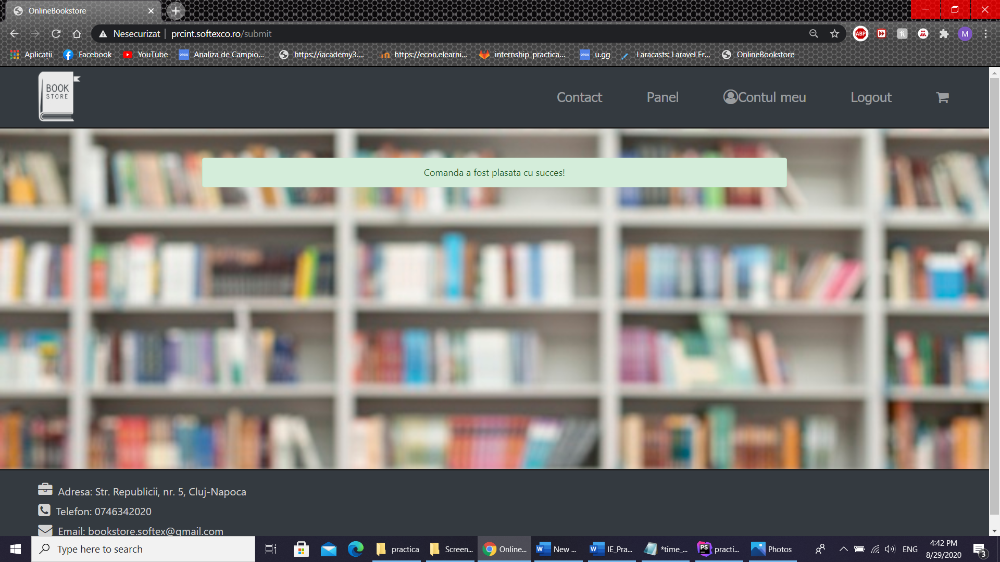 OnlineBookstore
Nesecurizat prcint.softexco.ro/submit
ABP
M
Aplicații Facebook YouTube OPGG Analiza de Campio... https://iacademy3.... https://econ.elearni... internship_practica... OPGG u.gg Laracasts: Laravel Fr... OnlineBookstore
BOOK
STORE
Contact Panel Contul meu Logout
Comanda a fost plasata cu succes!
Adresa: Str. Republicii, nr. 5, Cluj-Napoca
Telefon: 0746342020
Email: bookstore.softex@gmail.com
Type here to search
practica Screen... Online... New ... IE_Pra... *time_... practi... Photos
ENG
4:42 PM
8/29/2020
3